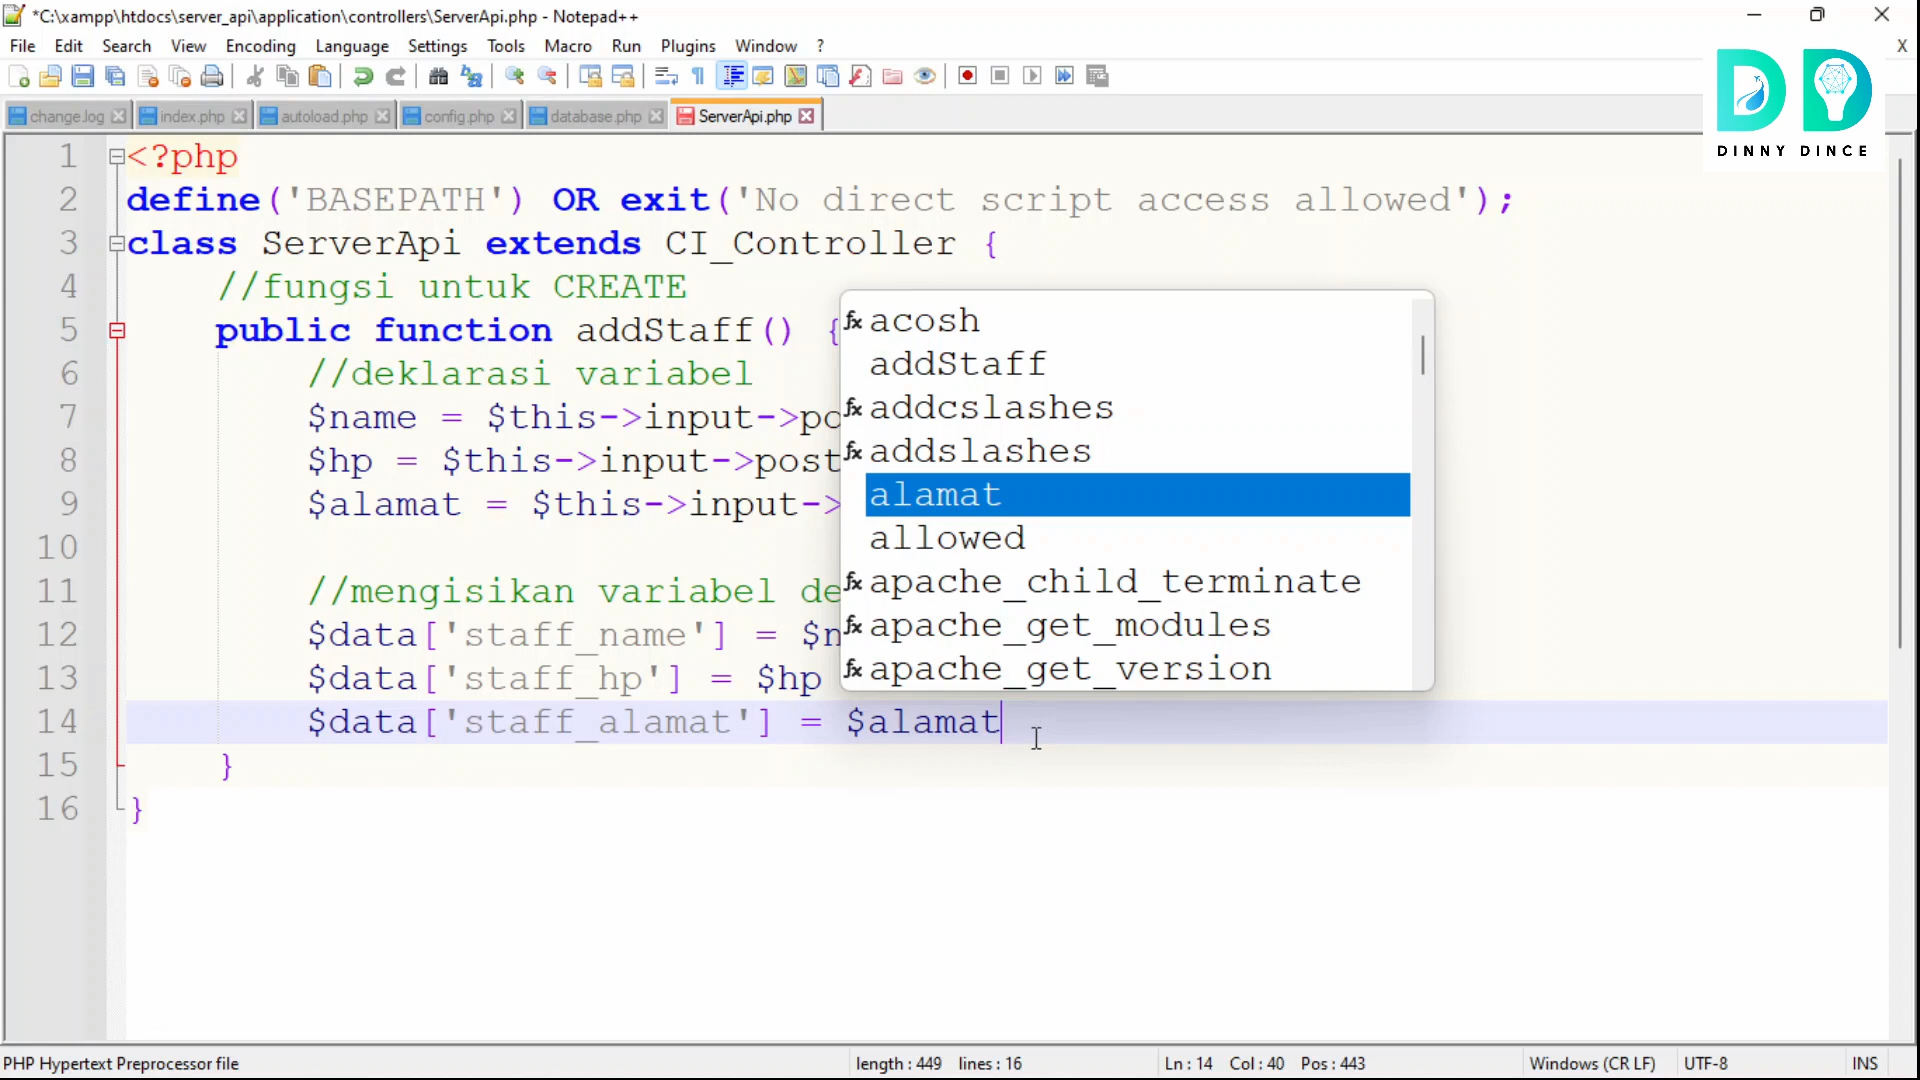 *C:\xampp\htdocs\server_api\application\controllers\ServerApi.php - Notepad++
File Edit Search View Encoding Language Settings Tools Macro Run Plugins Window ? X
change.log index.php autoload.php config.php database.php ServerApi.php
DINNY DINCE
1 <?php
2 define('BASEPATH') OR exit('No direct script access allowed');
3 class ServerApi extends CI_Controller {
4 //fungsi untuk CREATE
5 public function addStaff() {
6 //deklarasi variabel
7 $name = $this->input->po
8 $hp = $this->input->post
9 $alamat = $this->input->
10
11 //mengisikan variabel de
12 $data['staff_name'] = $n
13 $data['staff_hp'] = $hp
14 $data['staff_alamat'] = $alamat
15 }
16 }
fx acosh
addStaff
fx addcslashes
fx addslashes
alamat
allowed
fx apache_child_terminate
fx apache_get_modules
fx apache_get_version
PHP Hypertext Preprocessor file length : 449 lines : 16 Ln : 14 Col : 40 Pos : 443 Windows (CR LF) UTF-8 INS